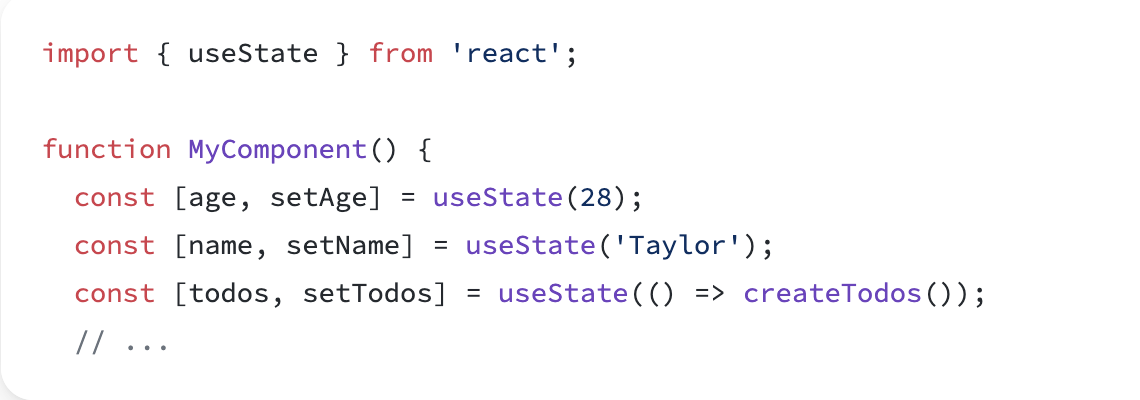 import { useState } from 'react';

function MyComponent() {
  const [age, setAge] = useState(28);
  const [name, setName] = useState('Taylor');
  const [todos, setTodos] = useState(() => createTodos());
  // ...